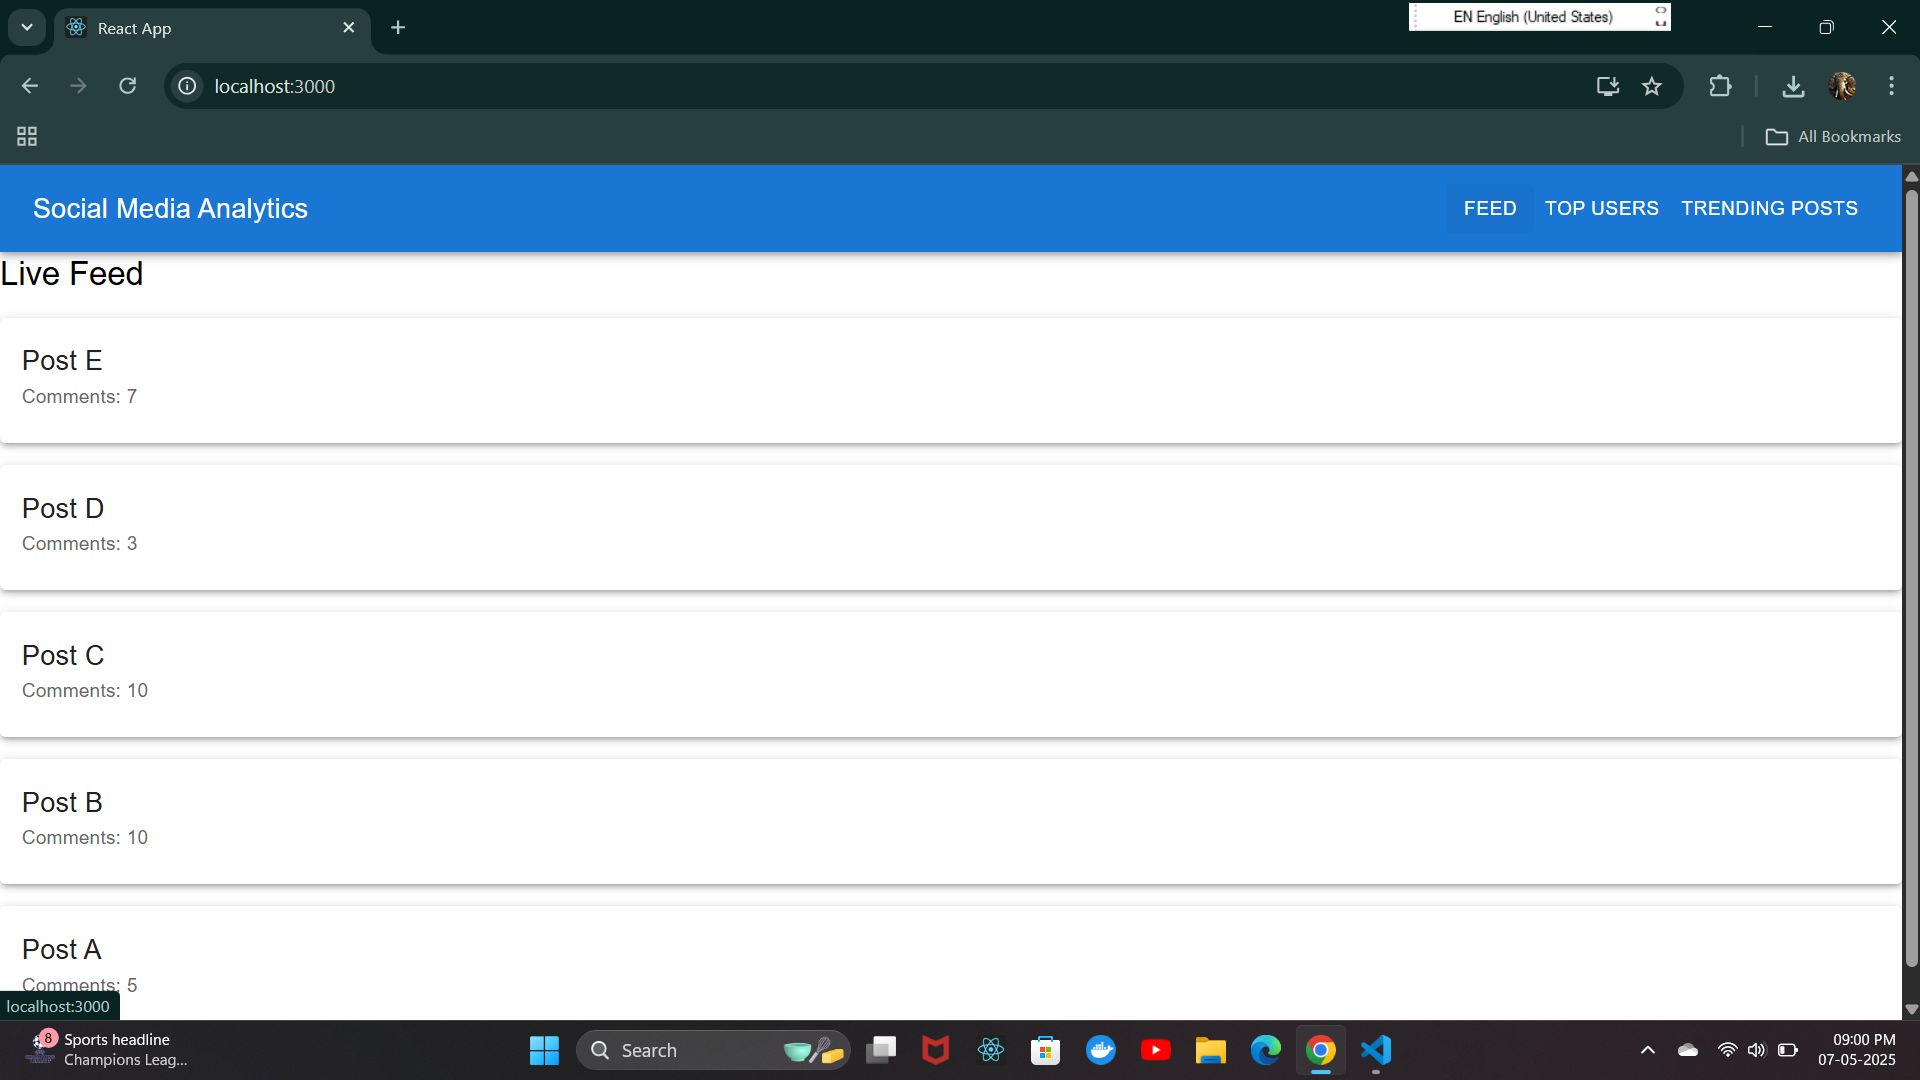 React App
EN English (United States)
localhost:3000
All Bookmarks
Social Media Analytics
FEED
TOP USERS
TRENDING POSTS
Live Feed
Post E
Comments: 7
Post D
Comments: 3
Post C
Comments: 10
Post B
Comments: 10
Post A
Comments: 5
localhost:3000
8
Sports headline
Champions Leag...
Search
09:00 PM
07-05-2025